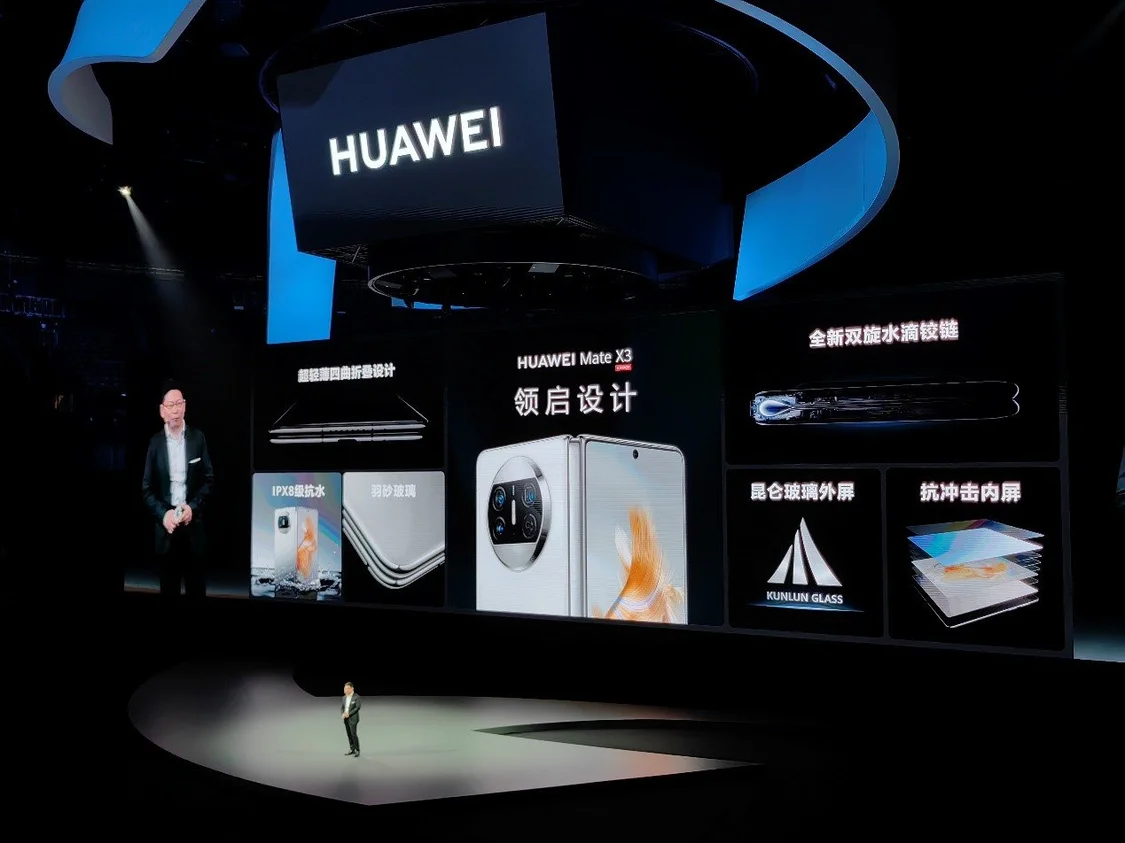 HUAWEI
超轻薄四曲折叠设计
IPX8级抗水
羽砂玻璃
HUAWEI Mate X3
领启设计
全新双旋水滴铰链
昆仑玻璃外屏
KUNLUN GLASS
抗冲击内屏